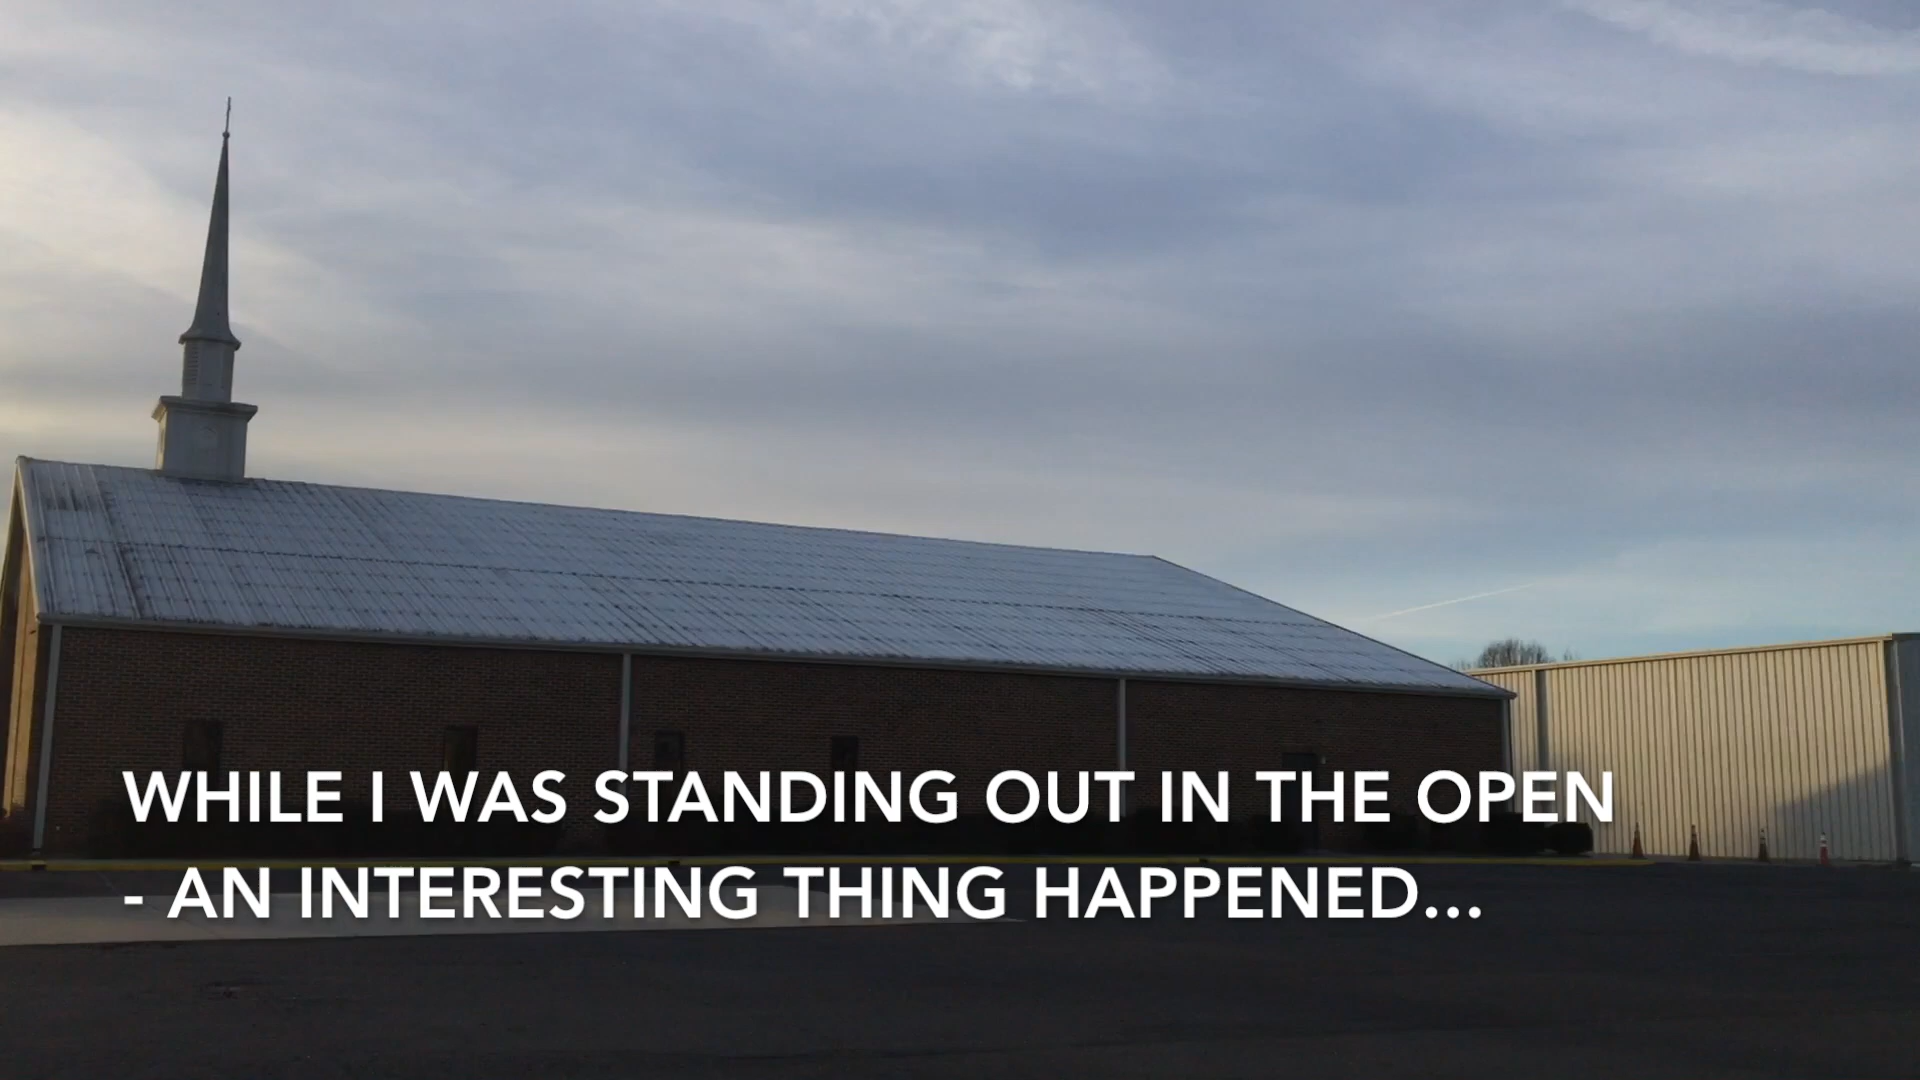 WHILE I WAS STANDING OUT IN THE OPEN
- AN INTERESTING THING HAPPENED...